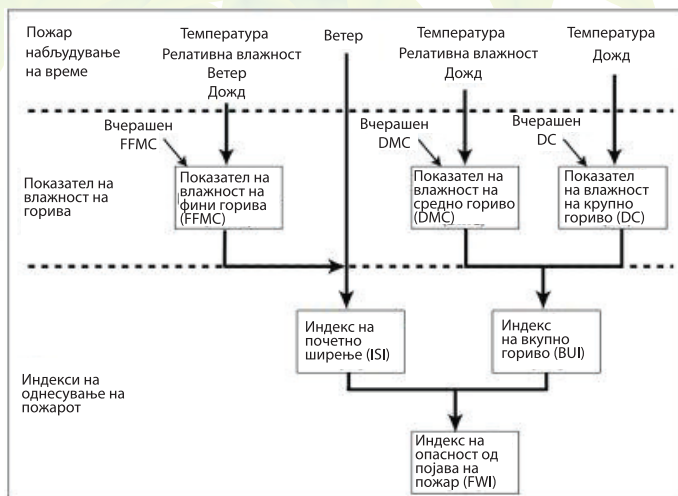 Пожар
набљудување
на време
Температура
Релативна влажност
Ветер
Дожд
Ветер
Температура
Релативна влажност
Дожд
Температура
Дожд
Вчерашен
FFMC
Вчерашен
DMC
Вчерашен
DC
Показател на
влажност на
горива
Показател на
влажност на
фини горива
(FFMC)
Показател на
влажност на
средно гориво
(DMC)
Показател
на влажност
на крупно
гориво (DC)
Индекси на
однесување на
пожарот
Индекс на
почетно
ширење (ISI)
Индекс
на вкупно
гориво (BUI)
Индекс на
опасност од
појава на
пожар (FWI)